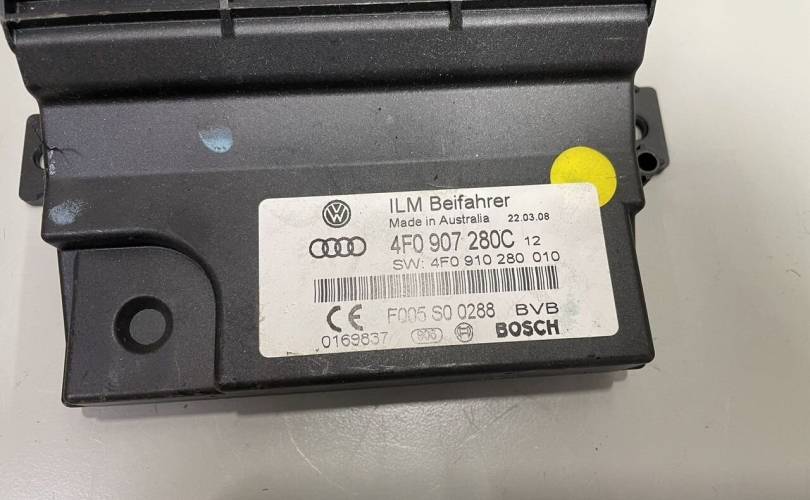 ILM Beifahrer
Made in Australia 22.03.08
4F0 907 280C 12
SW: 4F0 910 280 010
F005 S0 0288 BVB
CE 0169837 BOSCH